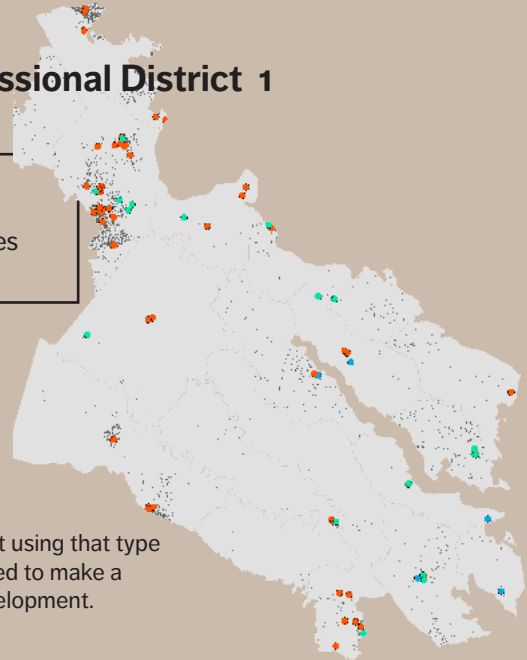 ssional District 1
es
t using that type
ed to make a
elopment.